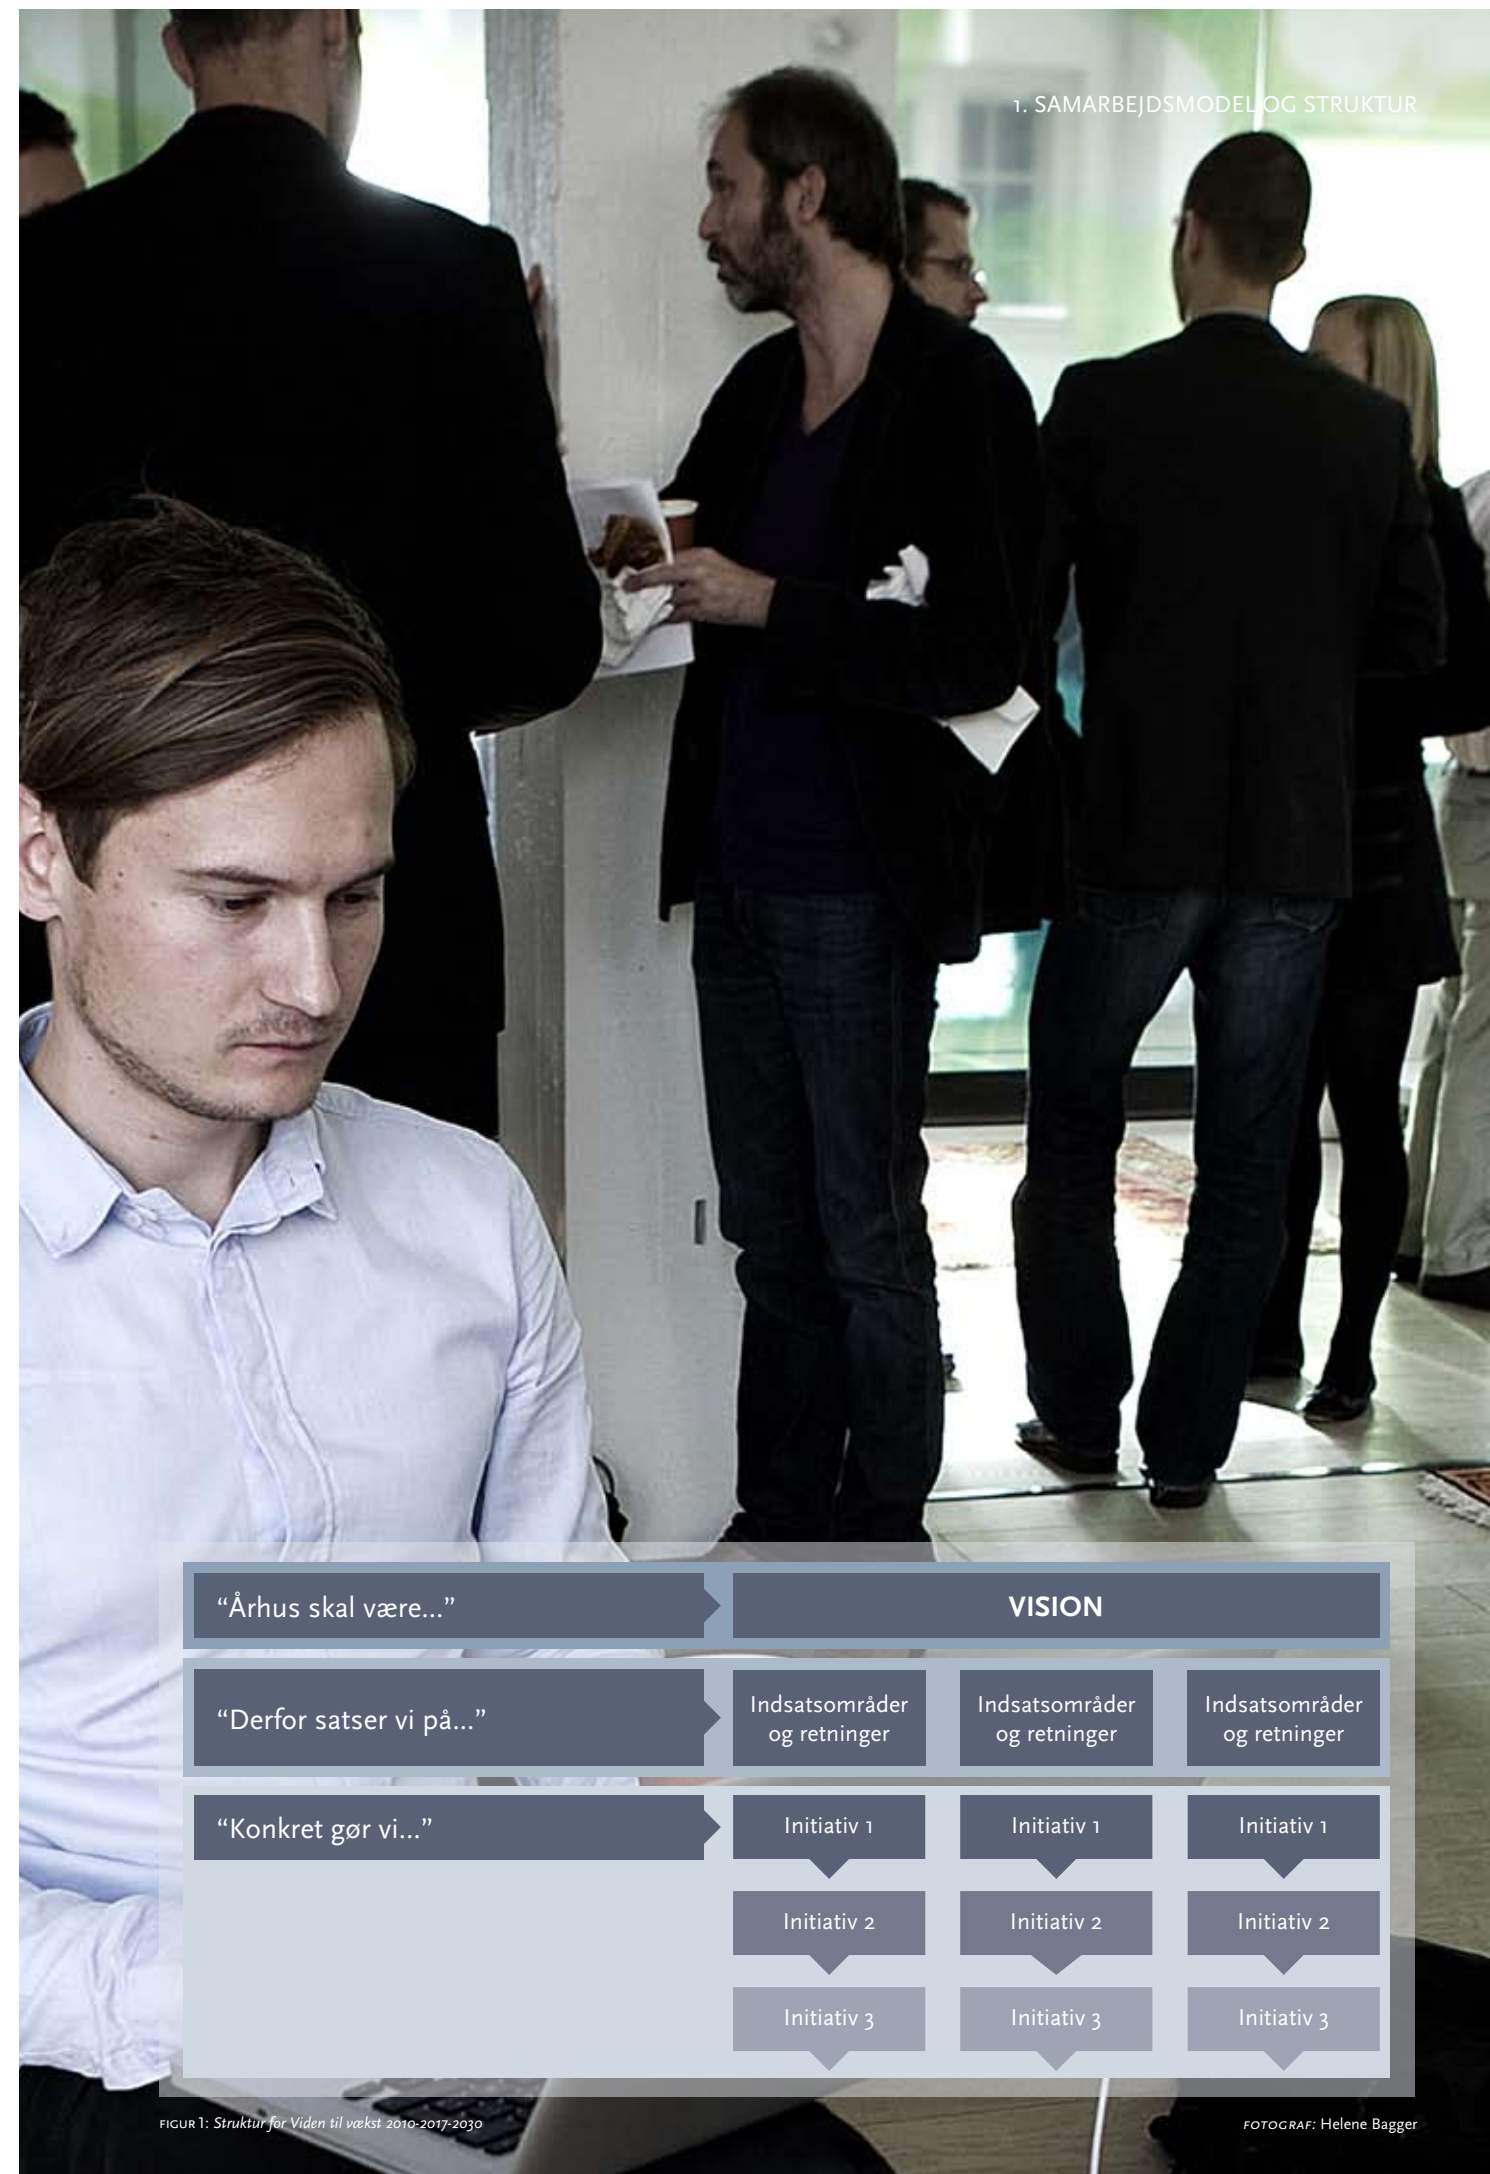 1. SAMARBEJDSMODEL OG STRUKTUR
“Århus skal være...”
VISION
“Derfor satser vi på...”
Indsatsområder
og retninger
Indsatsområder
og retninger
Indsatsområder
og retninger
“Konkret gør vi...”
Initiativ 1
Initiativ 1
Initiativ 1
Initiativ 2
Initiativ 2
Initiativ 2
Initiativ 3
Initiativ 3
Initiativ 3
FIGUR 1: Struktur for Viden til vækst 2010-2017-2030
FOTOGRAF: Helene Bagger